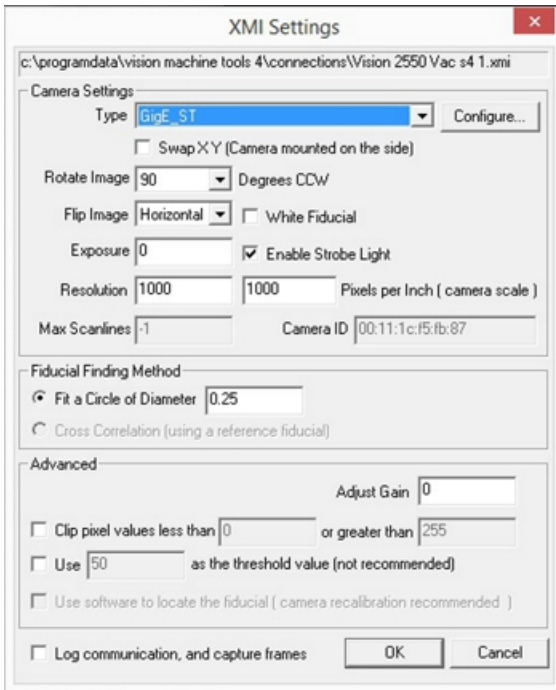 XMI Settings
c:\programdata\vision machine tools 4\connections\Vision 2550 Vac s4 1.xmi
Camera Settings
Type GigE_ST Configure...
Swap X Y (Camera mounted on the side)
Rotate Image 90 Degrees CCW
Flip Image Horizontal White Fiducial
Exposure 0 Enable Strobe Light
Resolution 1000 1000 Pixels per Inch ( camera scale )
Max Scanlines -1 Camera ID 00:11:1c:f5:fb:87
Fiducial Finding Method
Fit a Circle of Diameter 0.25
Cross Correlation (using a reference fiducial)
Advanced
Adjust Gain 0
Clip pixel values less than 0 or greater than 255
Use 50 as the threshold value (not recommended)
Use software to locate the fiducial ( camera recalibration recommended )
Log communication, and capture frames OK Cancel